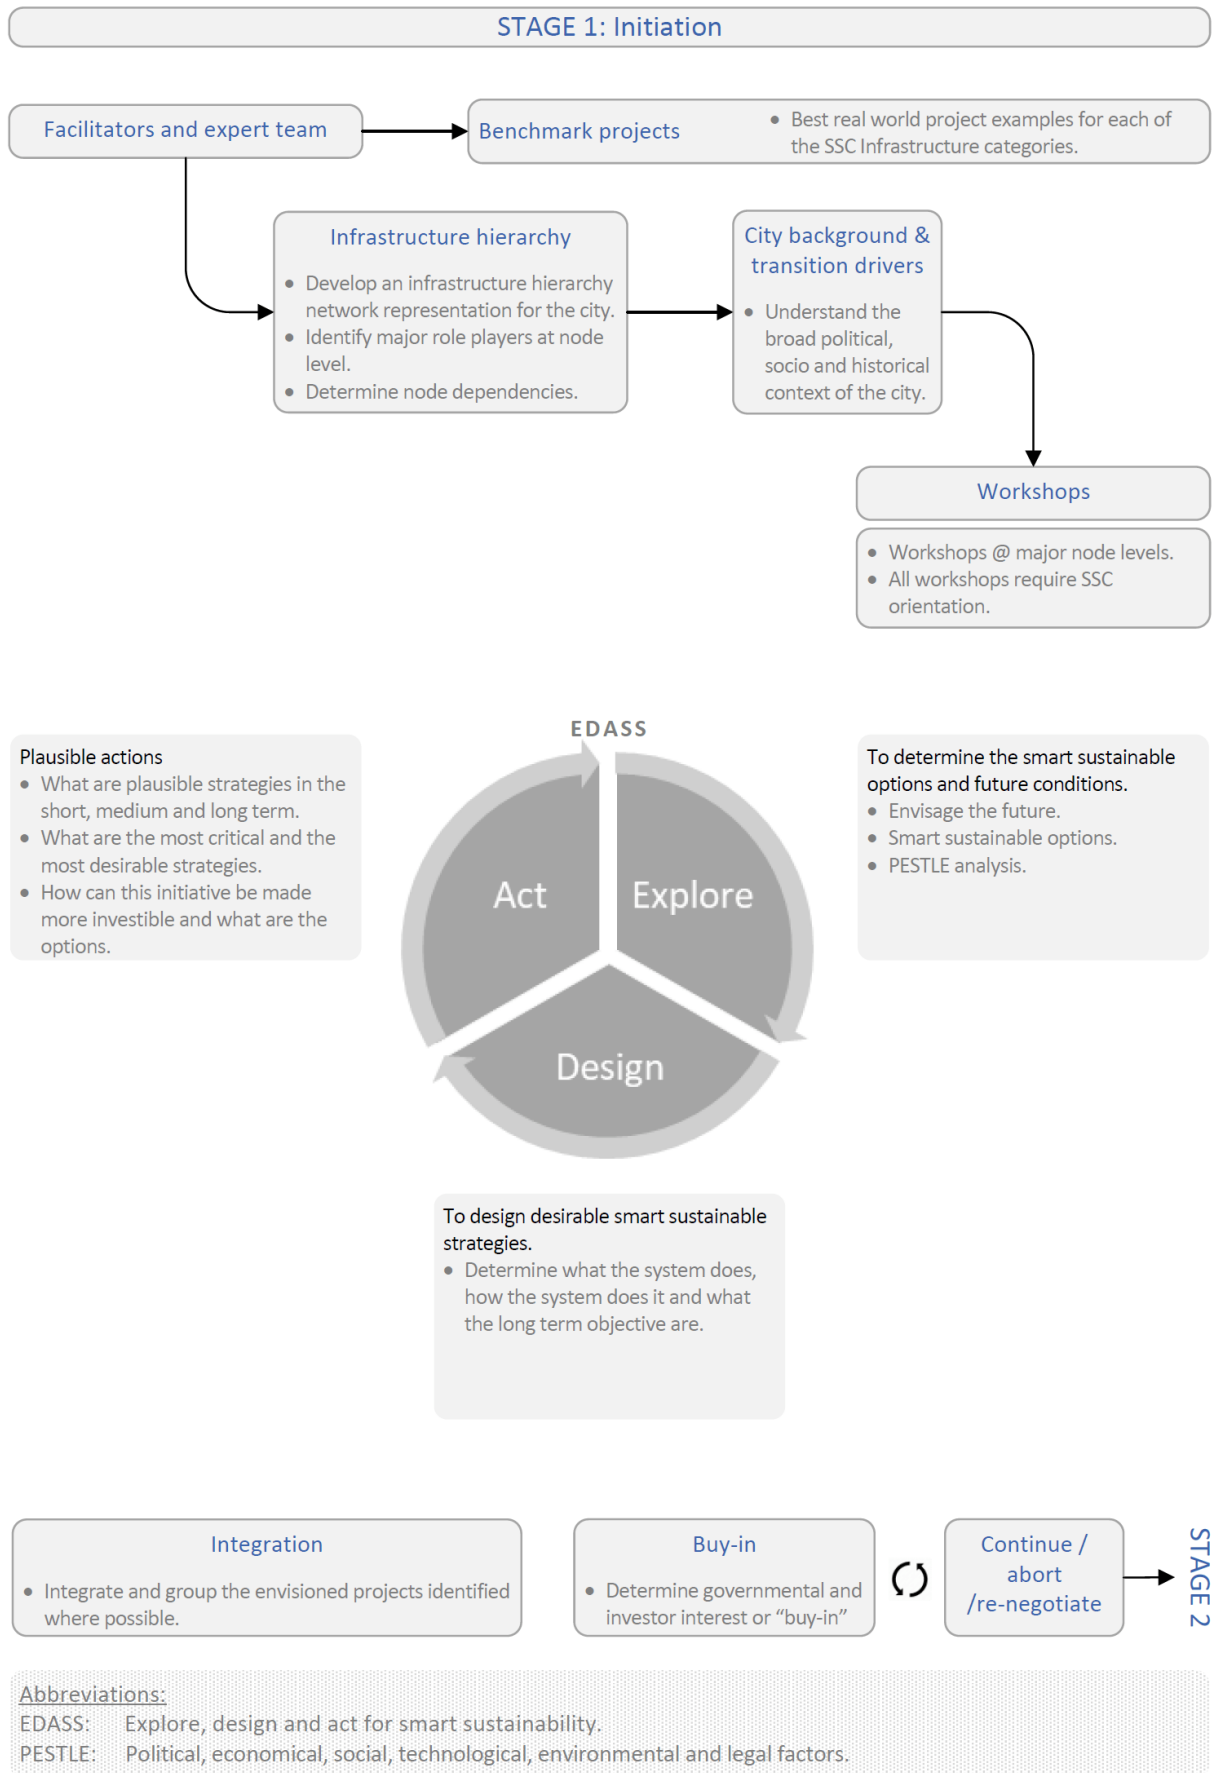 STAGE 1: Initiation
Facilitators and expert team
Benchmark projects
• Best real world project examples for each of
the SSC Infrastructure categories.
Infrastructure hierarchy
• Develop an infrastructure hierarchy
network representation for the city.
• Identify major role players at node
level.
• Determine node dependencies.
City background &
transition drivers
• Understand the
broad political,
socio and historical
context of the city.
Workshops
• Workshops @ major node levels.
• All workshops require SSC
orientation.
EDASS
Plausible actions
• What are plausible strategies in the
short, medium and long term.
• What are the most critical and the
most desirable strategies.
• How can this initiative be made
more investible and what are the
options.
Act
Explore
Design
To determine the smart sustainable
options and future conditions.
• Envisage the future.
• Smart sustainable options.
• PESTLE analysis.
To design desirable smart sustainable
strategies.
• Determine what the system does,
how the system does it and what
the long term objective are.
Integration
• Integrate and group the envisioned projects identified
where possible.
Buy-in
• Determine governmental and
investor interest or “buy-in”
Continue /
abort
/re-negotiate
STAGE 2
Abbreviations:
EDASS: Explore, design and act for smart sustainability.
PESTLE: Political, economical, social, technological, environmental and legal factors.